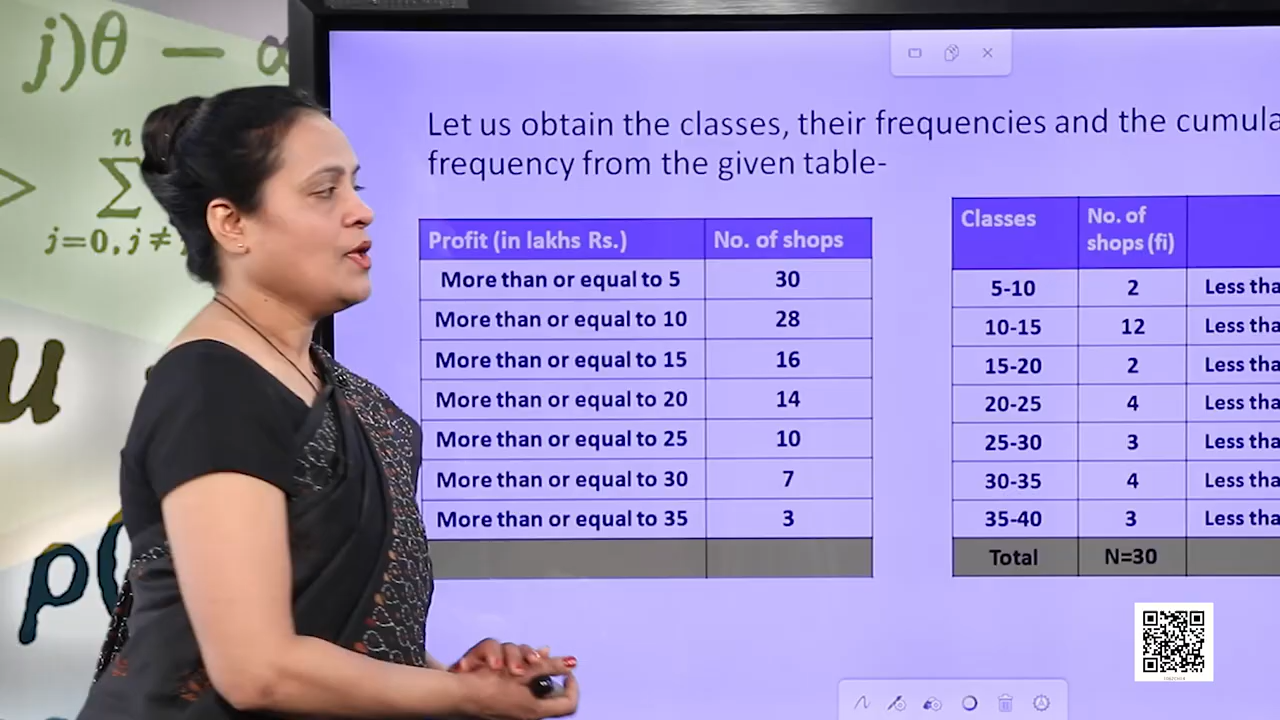 j)θ −
n
> ∑
j=0, j ≠
u
p(
Let us obtain the classes, their frequencies and the cumula
frequency from the given table-
Profit (in lakhs Rs.) No. of shops
More than or equal to 5 30
More than or equal to 10 28
More than or equal to 15 16
More than or equal to 20 14
More than or equal to 25 10
More than or equal to 30 7
More than or equal to 35 3
Classes No. of shops (fi)
5-10 2 Less tha
10-15 12 Less tha
15-20 2 Less tha
20-25 4 Less tha
25-30 3 Less tha
30-35 4 Less tha
35-40 3 Less tha
Total N=30